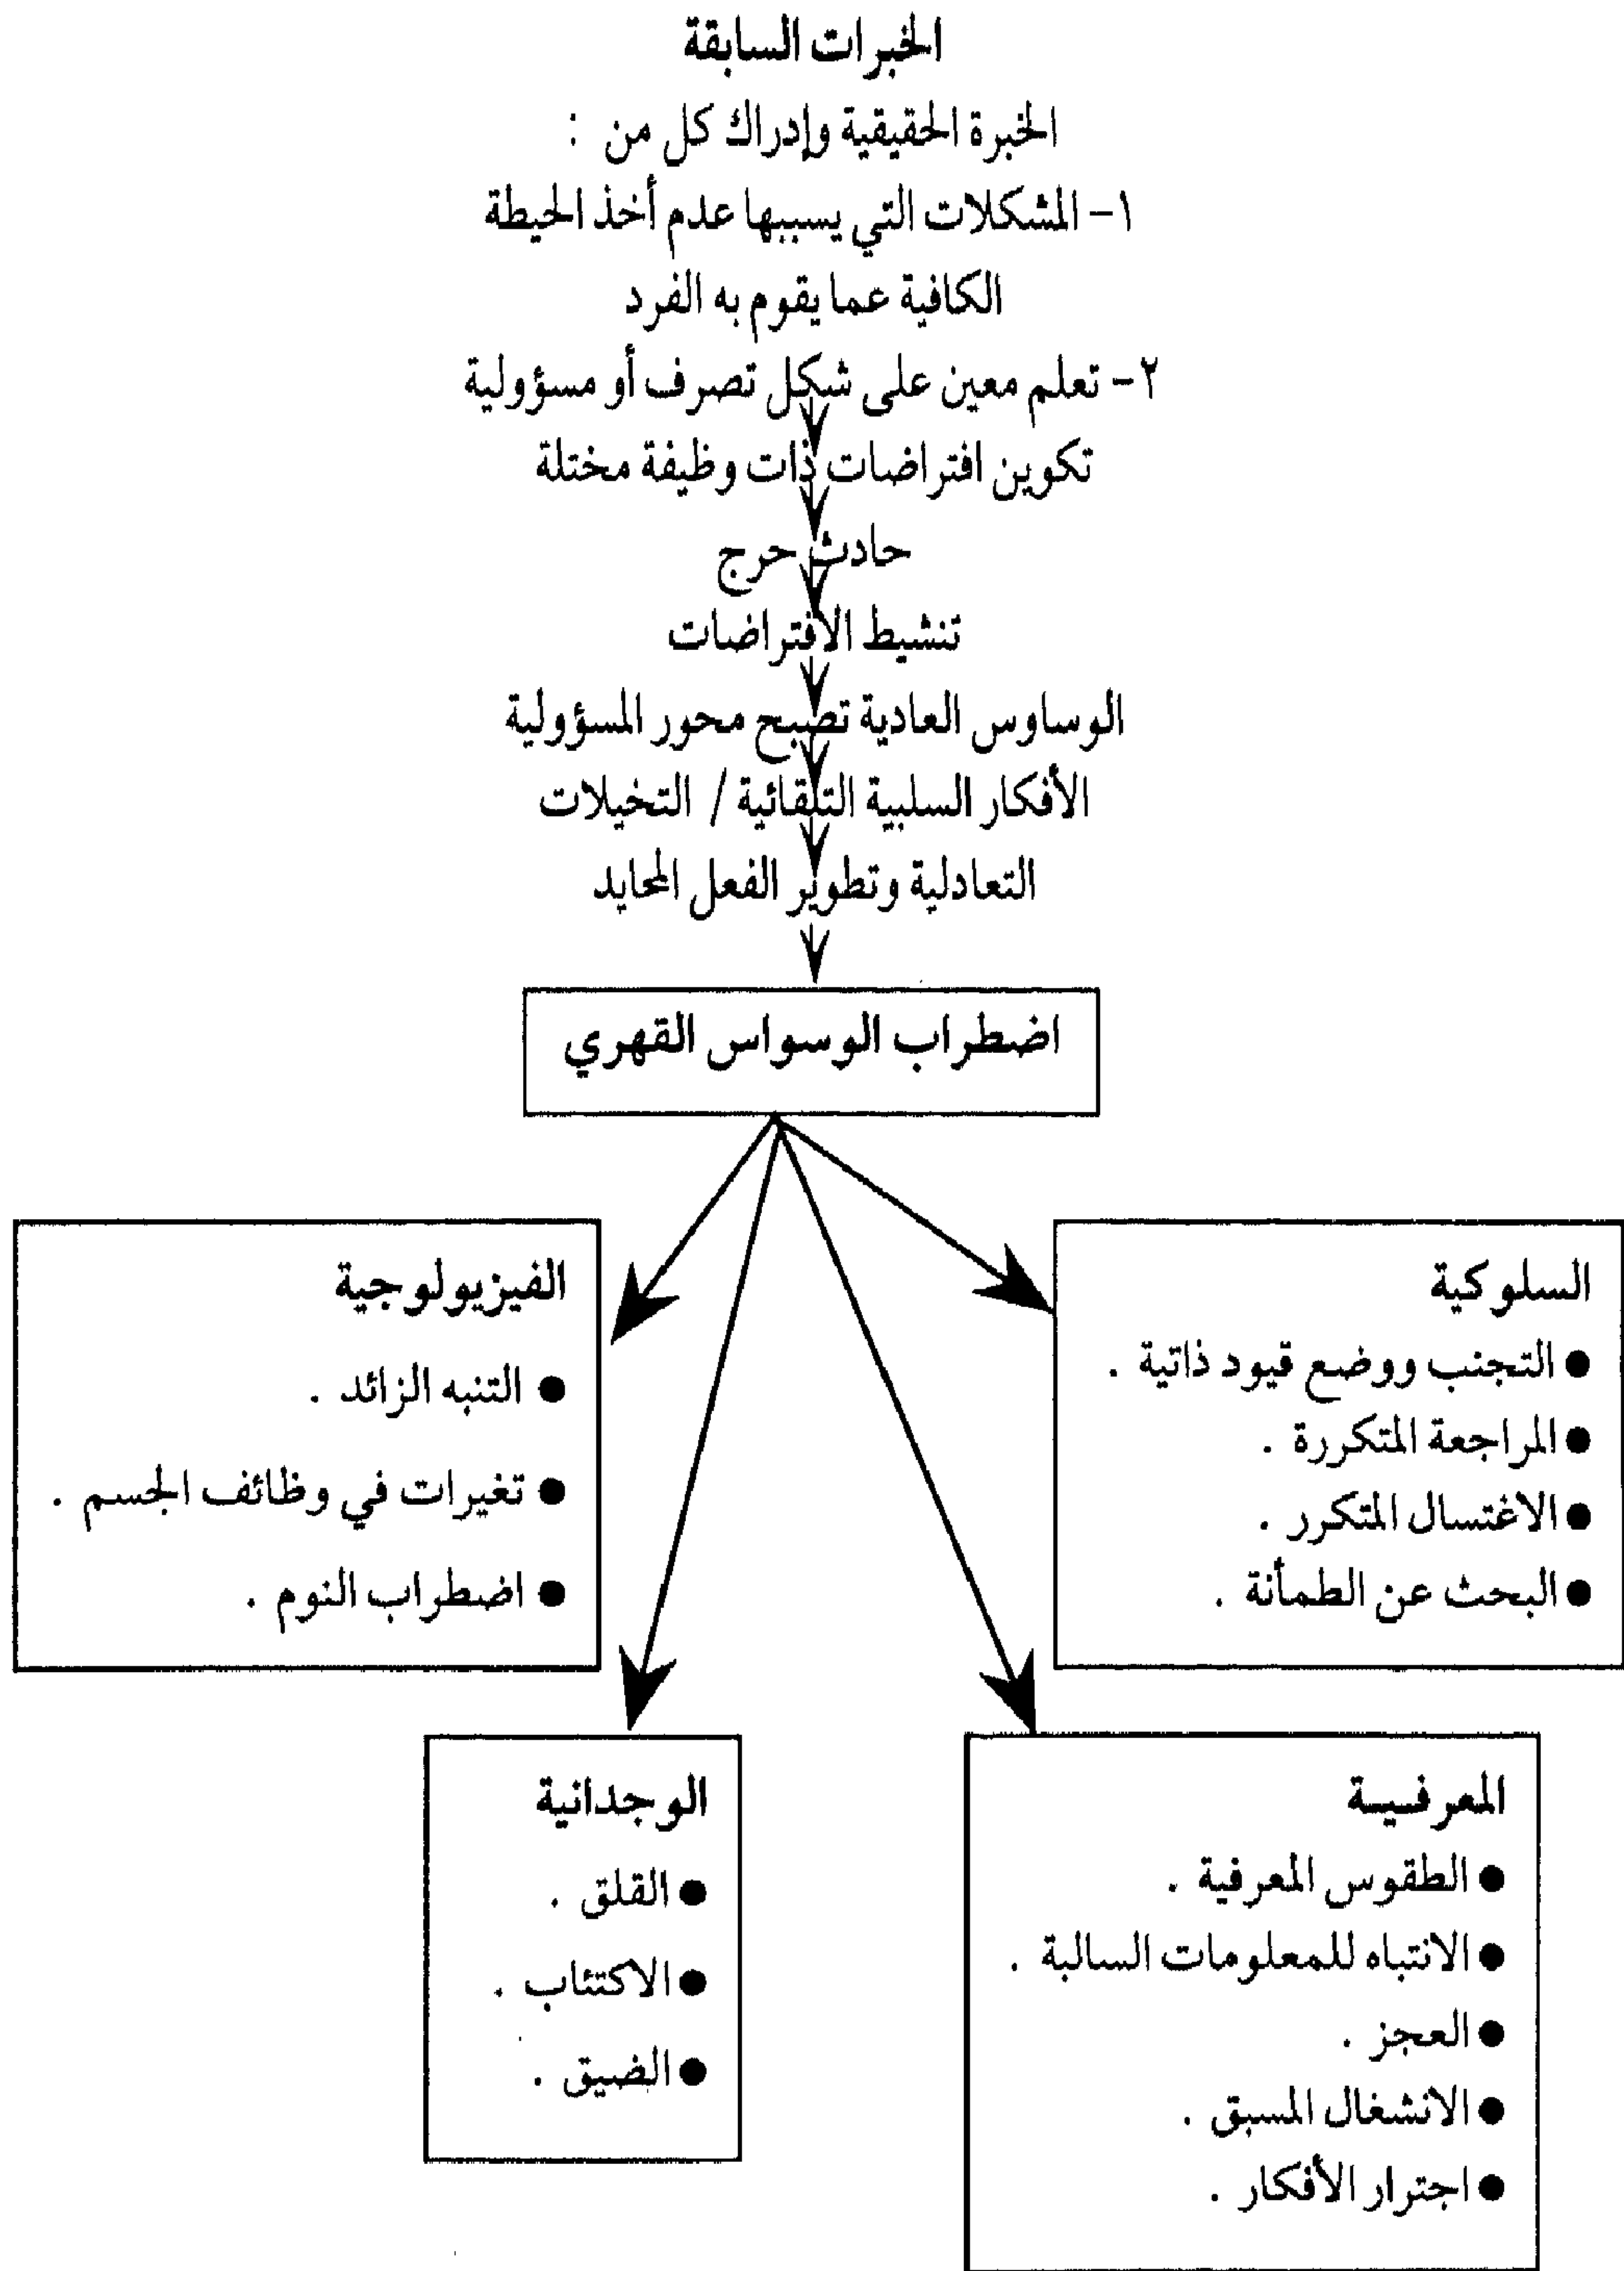 الخبرات السابقة
الخبرة الحقيقية وإدراك كل من :
١- المشكلات التي يسببها عدم أخذ الحيطة
الكافية عما يقوم به الفرد
٢- تعلم معين على شكل تصرف أو مسؤولية
تكوين افتراضات ذات وظيفة مختلة
حادث حرج
تنشيط الافتراضات
الوساوس العادية تصبح محور المسؤولية
الأفكار السلبية التلقائية / التخيلات
التعادلية وتطوير الفعل المحايد
اضطراب الوسواس القهري
السلوكية
● التجنب ووضع قيود ذاتية .
● المراجعة المتكررة .
● الاغتسال المتكرر .
● البحث عن الطمأنة .
الفيزيولوجية
● التنبه الزائد .
● تغيرات في وظائف الجسم .
● اضطراب النوم .
المعرفية
● الطقوس المعرفية .
● الانتباه للمعلومات السالبة .
● العجز .
● الانشغال المسبق .
● اجترار الأفكار .
الوجدانية
● القلق .
● الاكتئاب .
● الضيق .